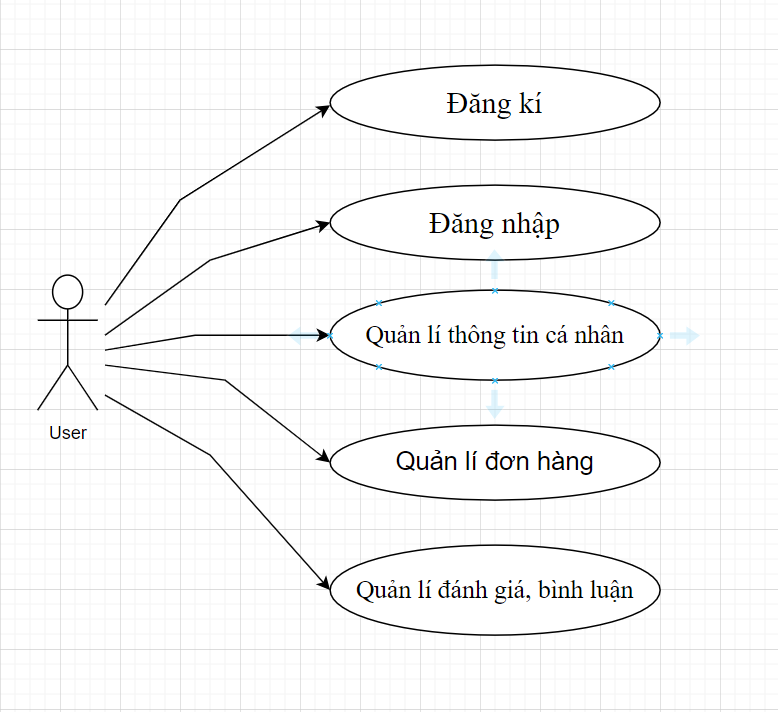 Đăng kí
Đăng nhập
Quản lí thông tin cá nhân
User
Quản lí đơn hàng
Quản lí đánh giá, bình luận